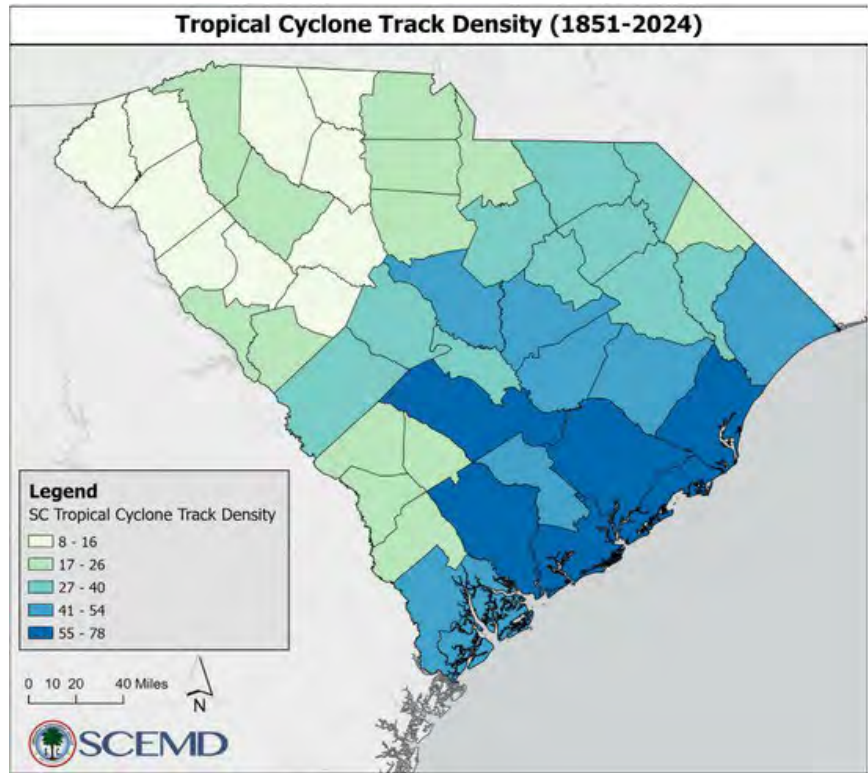 Tropical Cyclone Track Density (1851-2024)
Legend
SC Tropical Cyclone Track Density
8 - 16
17 - 26
27 - 40
41 - 54
55 - 78
0 10 20 40 Miles
N
SCEMD